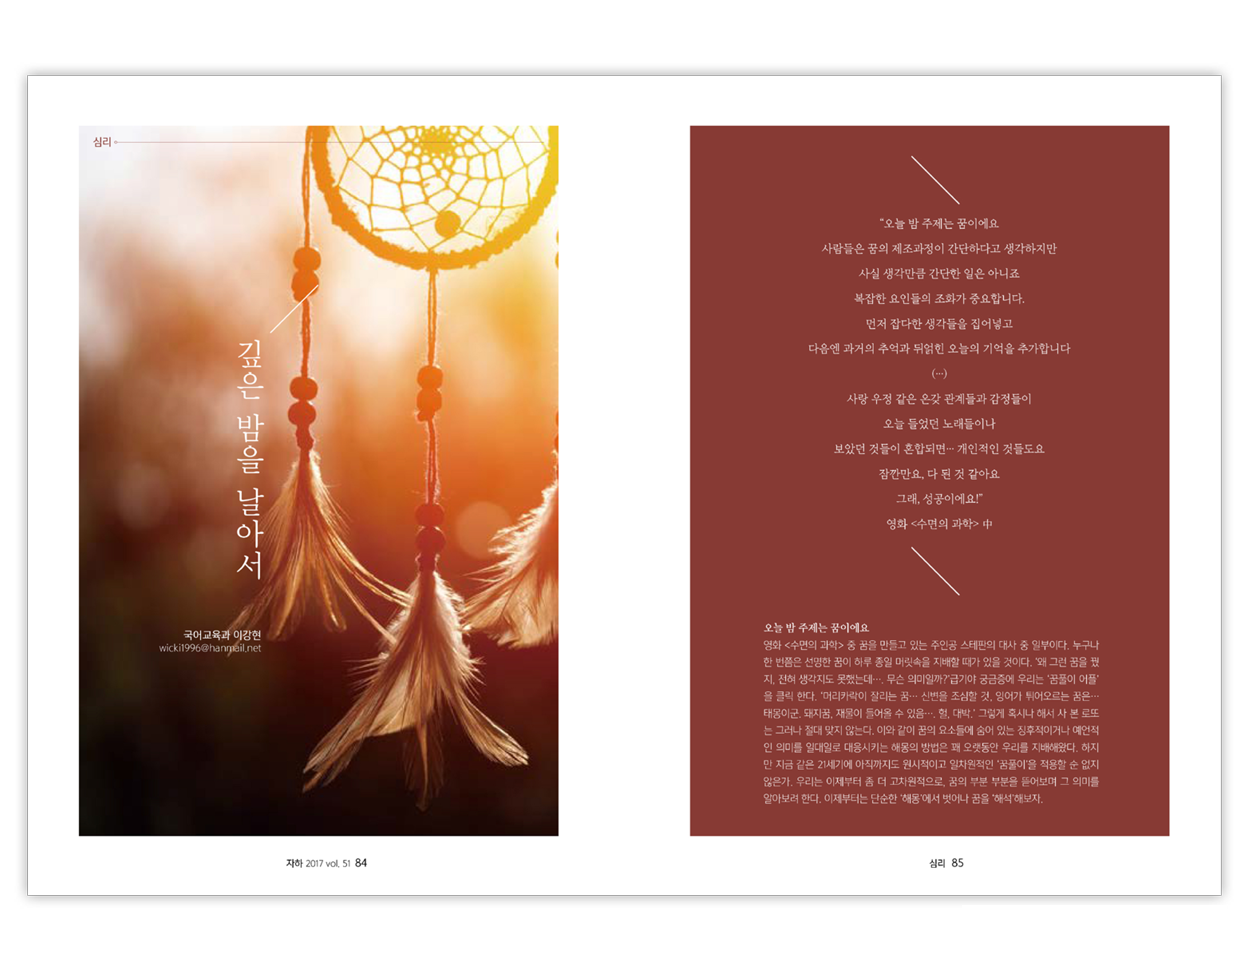 심리
깊은 밤을 날아서
국어교육과 이강현
wicki1996@hanmail.net
자하 2017 vol. 51 84
“오늘 밤 주제는 꿈이에요
사람들은 꿈의 제조과정이 간단하다고 생각하지만
사실 생각만큼 간단한 일은 아니죠
복잡한 요인들의 조화가 중요합니다.
먼저 잡다한 생각들을 집어넣고
다음엔 과거의 추억과 뒤얽힌 오늘의 기억을 추가합니다
(…)
사랑 우정 같은 온갖 관계들과 감정들이
오늘 들었던 노래들이나
보았던 것들이 혼합되면… 개인적인 것들도요
잠깐만요, 다 된 것 같아요
그래, 성공이에요!”
영화 <수면의 과학> 中
오늘 밤 주제는 꿈이에요
영화 <수면의 과학> 중 꿈을 만들고 있는 주인공 스테판의 대사 중 일부이다. 누구나
한 번쯤은 선명한 꿈이 하루 종일 머릿속을 지배할 때가 있을 것이다. ‘왜 그런 꿈을 꿨
지, 전혀 생각지도 못했는데…. 무슨 의미일까?’급기야 궁금증에 우리는 ‘꿈풀이 어플’
을 클릭 한다. ‘머리카락이 잘리는 꿈… 신변을 조심할 것, 잉어가 튀어오르는 꿈은…
태몽이군. 돼지꿈, 재물이 들어올 수 있음…. 헐, 대박.’ 그렇게 혹시나 해서 사 본 로또
는 그러나 절대 맞지 않는다. 이와 같이 꿈의 요소들에 숨어 있는 징후적이거나 예언적
인 의미를 일대일로 대응시키는 해몽의 방법은 꽤 오랫동안 우리를 지배해왔다. 하지
만 지금 같은 21세기에 아직까지도 원시적이고 일차원적인 ‘꿈풀이’을 적용할 순 없지
않은가. 우리는 이제부터 좀 더 고차원적으로, 꿈의 부분 부분을 뜯어보며 그 의미를
알아보려 한다. 이제부터는 단순한 ‘해몽’에서 벗어나 꿈을 ‘해석’해보자.
심리 85